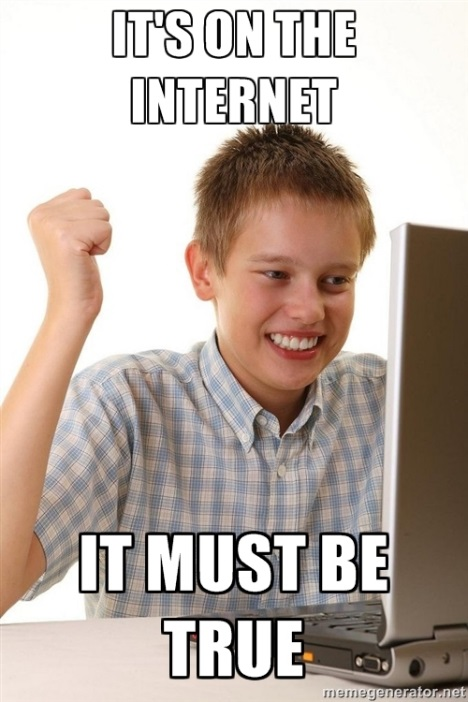 IT'S ON THE
INTERNET
IT MUST BE
TRUE
memegenerator.net